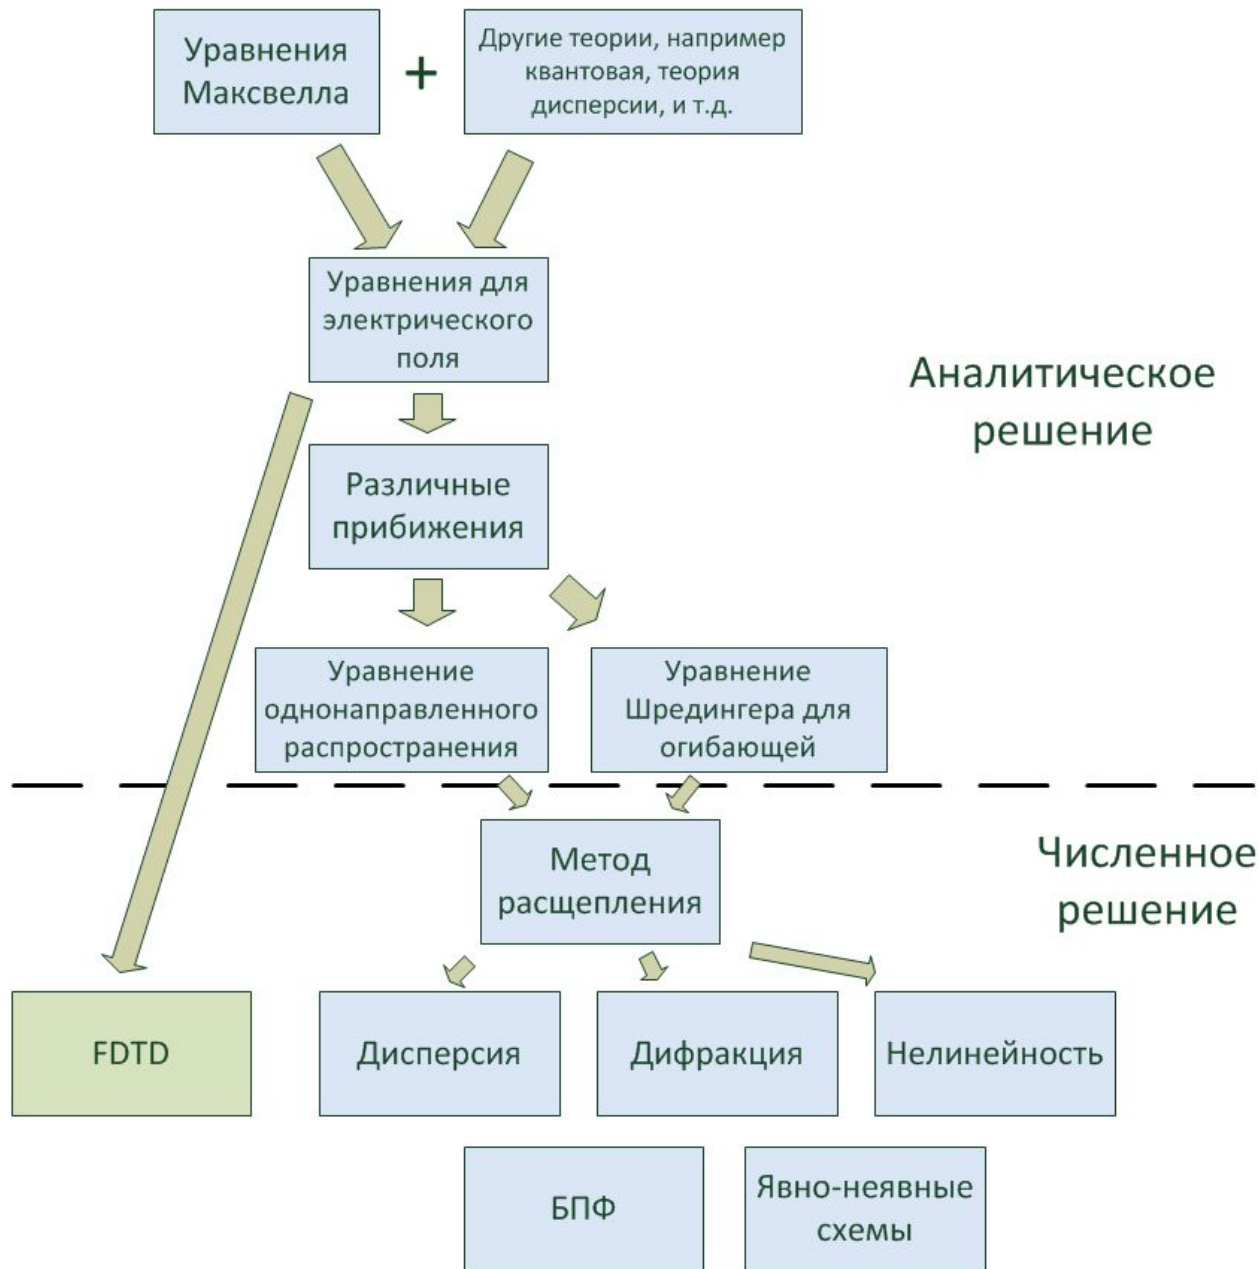 Уравнения
Максвелла
+
Другие теории, например
квантовая, теория
дисперсии, и т.д.
Уравнения для
электрического
поля
Аналитическое
решение
Различные
прибижения
Уравнение
однонаправленного
распространения
Уравнение
Шредингера для
огибающей
Метод
расщепления
Численное
решение
FDTD
Дисперсия
Дифракция
Нелинейность
БПФ
Явно-неявные
схемы